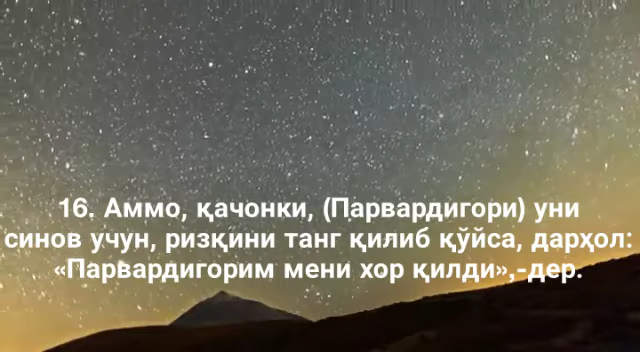 16. Аммо, қачонки, (Парвардигори) уни
синов учун, ризқини танг қилиб қўйса, дарҳол:
«Парвардигорим мени хор қилди»,-дер.